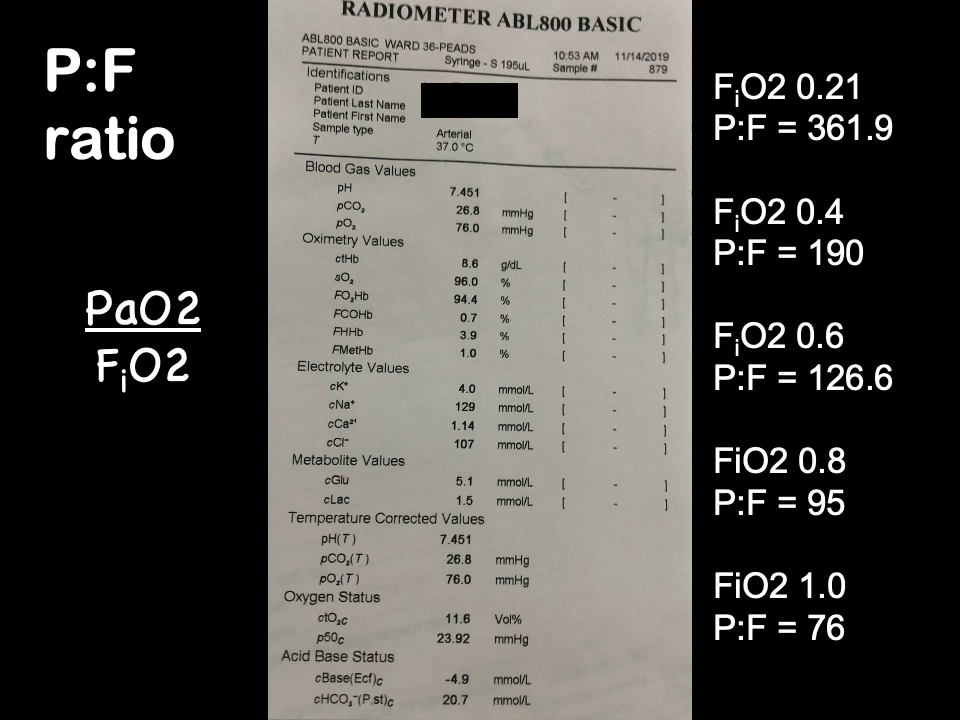 P:F
ratio
PaO2
FiO2
RADIOMETER ABL800 BASIC
ABL800 BASIC WARD 36-PEADS 10:53 AM 11/14/2019
PATIENT REPORT Syringe - S 195uL Sample # 879
Identifications
Patient ID
Patient Last Name
Patient First Name
Sample type Arterial
T 37.0 °C
Blood Gas Values
pH 7.451 [ - ]
pCO₂ 26.8 mmHg [ - ]
pO₂ 76.0 mmHg [ - ]
Oximetry Values
ctHb 8.6 g/dL [ - ]
sO₂ 96.0 % [ - ]
FO₂Hb 94.4 % [ - ]
FCOHb 0.7 % [ - ]
FHHb 3.9 % [ - ]
FMetHb 1.0 % [ - ]
Electrolyte Values
cK⁺ 4.0 mmol/L [ - ]
cNa⁺ 129 mmol/L [ - ]
cCa²⁺ 1.14 mmol/L [ - ]
cCl⁻ 107 mmol/L [ - ]
Metabolite Values
cGlu 5.1 mmol/L [ - ]
cLac 1.5 mmol/L [ - ]
Temperature Corrected Values
pH(T) 7.451
pCO₂(T) 26.8 mmHg
pO₂(T) 76.0 mmHg
Oxygen Status
ctO₂c 11.6 Vol%
p50c 23.92 mmHg
Acid Base Status
cBase(Ecf)c -4.9 mmol/L
cHCO₃⁻(P,st)c 20.7 mmol/L
FiO2 0.21
P:F = 361.9
FiO2 0.4
P:F = 190
FiO2 0.6
P:F = 126.6
FiO2 0.8
P:F = 95
FiO2 1.0
P:F = 76